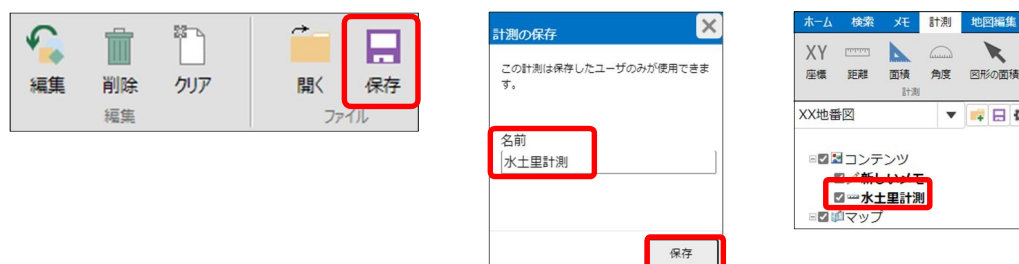 編集 削除 クリア 開く 保存
編集 ファイル
計測の保存
この計測は保存したユーザのみが使用できま
す。
名前
水土里計測
保存
ホーム 検索 メモ 計測 地図編集
XY
座標 距離 面積 角度 図形の面積
計測
XX地番図
コンテンツ
新しいメモ
水土里計測
マップ